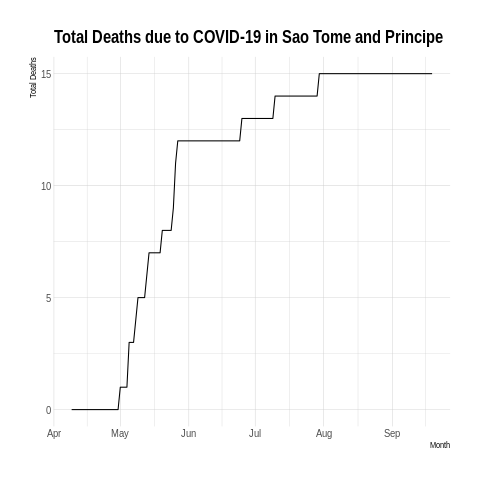 Total Deaths due to COVID-19 in Sao Tome and Principe
Total Deaths
15
10
5
0
Apr May Jun Jul Aug Sep
Month